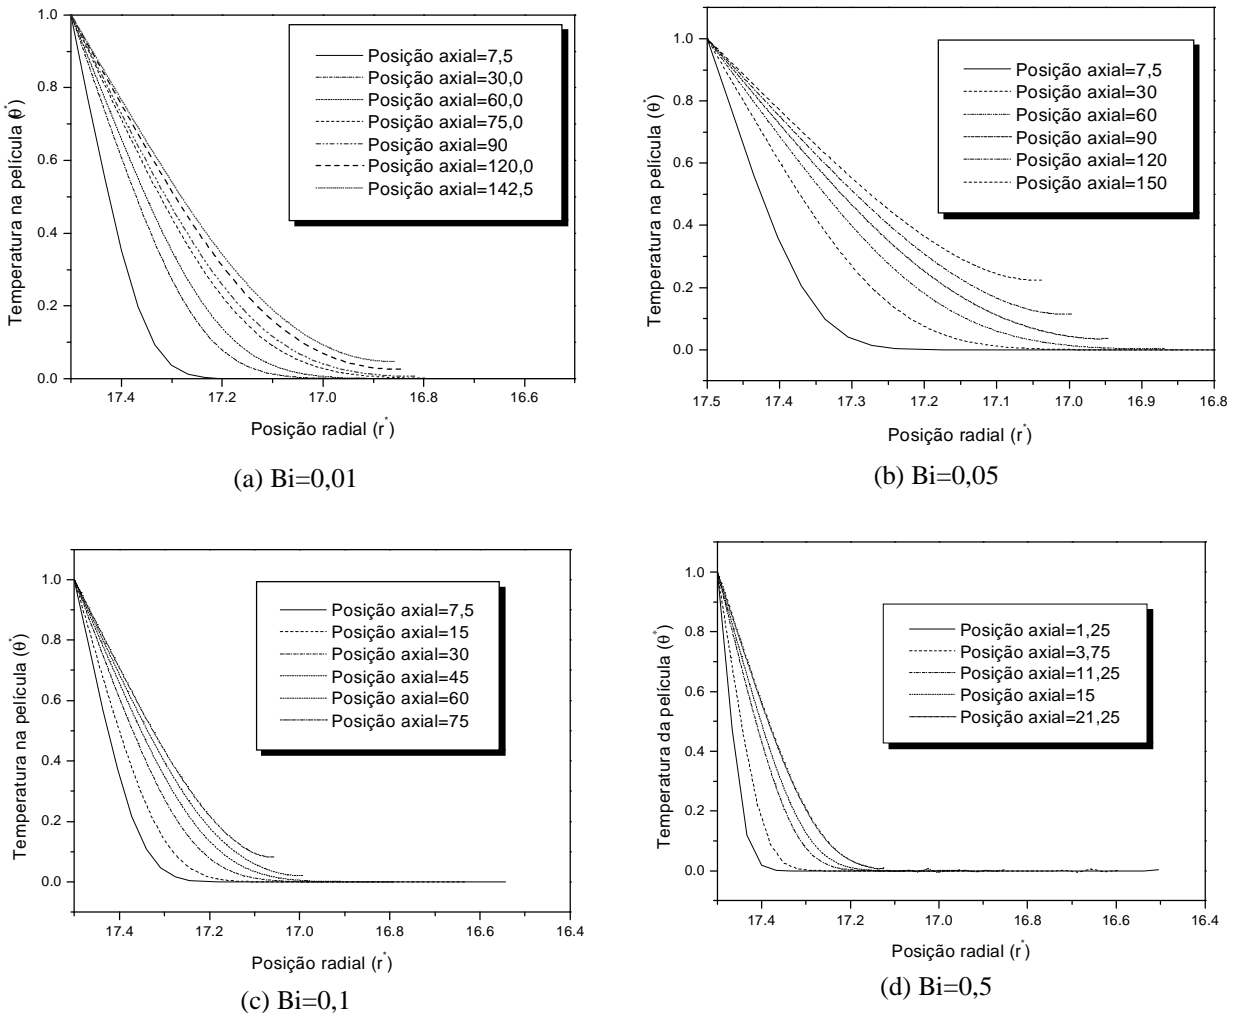 1.0
0.8
0.6
0.4
0.2
0.0
Temperatura na película (θ*)
Posição axial=7,5
Posição axial=30,0
Posição axial=60,0
Posição axial=75,0
Posição axial=90
Posição axial=120,0
Posição axial=142,5
17.4 17.2 17.0 16.8 16.6
Posição radial (r*)
(a) Bi=0,01
1.0
0.8
0.6
0.4
0.2
0.0
Temperatura na película (θ*)
Posição axial=7,5
Posição axial=30
Posição axial=60
Posição axial=90
Posição axial=120
Posição axial=150
17.5 17.4 17.3 17.2 17.1 17.0 16.9 16.8
Posição radial (r*)
(b) Bi=0,05
1.0
0.8
0.6
0.4
0.2
0.0
Temperatura na película (θ*)
Posição axial=7,5
Posição axial=15
Posição axial=30
Posição axial=45
Posição axial=60
Posição axial=75
17.4 17.2 17.0 16.8 16.6 16.4
Posição radial (r*)
(c) Bi=0,1
1.0
0.8
0.6
0.4
0.2
0.0
Temperatura da película (θ*)
Posição axial=1,25
Posição axial=3,75
Posição axial=11,25
Posição axial=15
Posição axial=21,25
17.4 17.2 17.0 16.8 16.6 16.4
Posição radial (r*)
(d) Bi=0,5